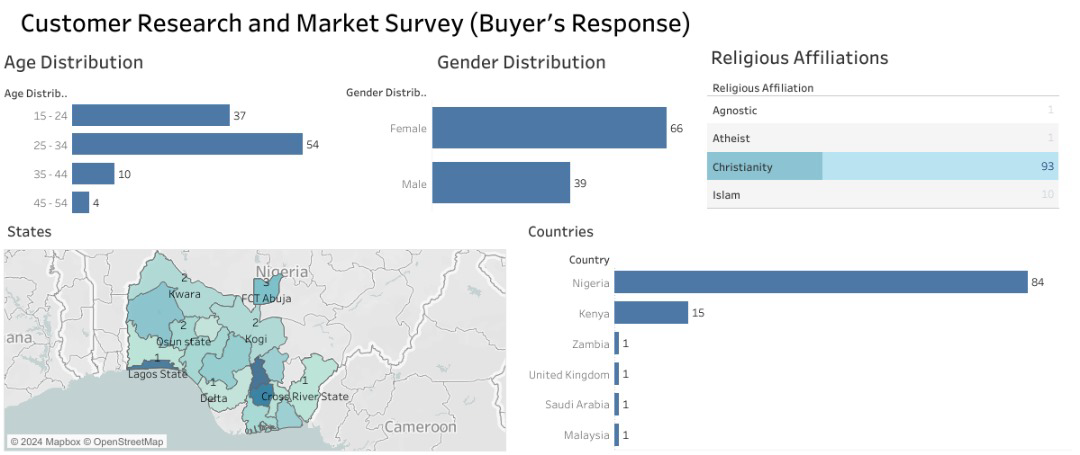 Customer Research and Market Survey (Buyer's Response)
Age Distribution
Age Distrib..
15 - 24 37
25 - 34 54
35 - 44 10
45 - 54 4
Gender Distribution
Gender Distrib..
Female 66
Male 39
Religious Affiliations
Religious Affiliation
Agnostic 1
Atheist 1
Christianity 93
Islam 10
States
Nigeria
2
Kwara
3
FCT Abuja
2
Osun state
2
Kogi
1
Lagos State
1
Delta
1
Cross River State
ana
Cameroon
© 2024 Mapbox © OpenStreetMap
Countries
Country
Nigeria 84
Kenya 15
Zambia 1
United Kingdom 1
Saudi Arabia 1
Malaysia 1